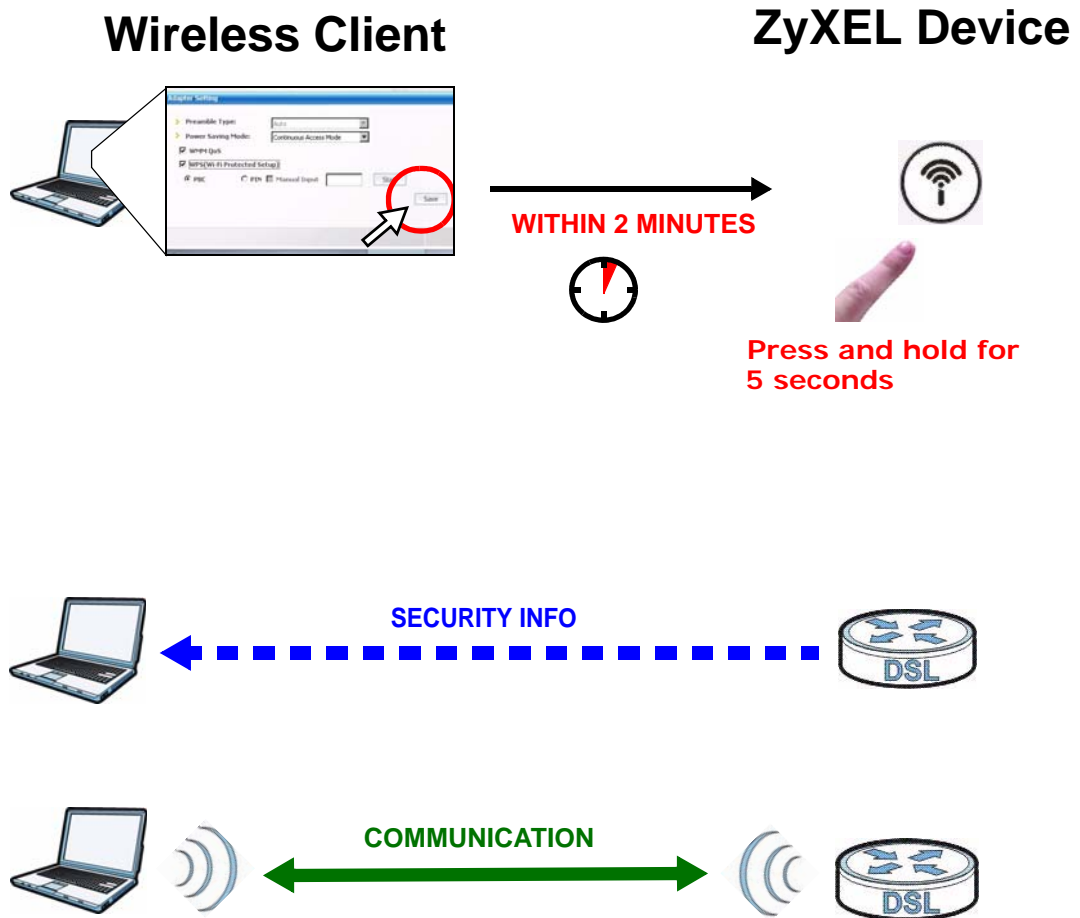 Wireless Client
ZyXEL Device
Adapter Setting
Preamble Type: Auto
Power Saving Mode: Continuous Access Mode
WMM QoS
WPS(Wi-Fi Protected Setup)
PBC PIN Manual Input
Save
WITHIN 2 MINUTES
Press and hold for
5 seconds
SECURITY INFO
DSL
COMMUNICATION
DSL